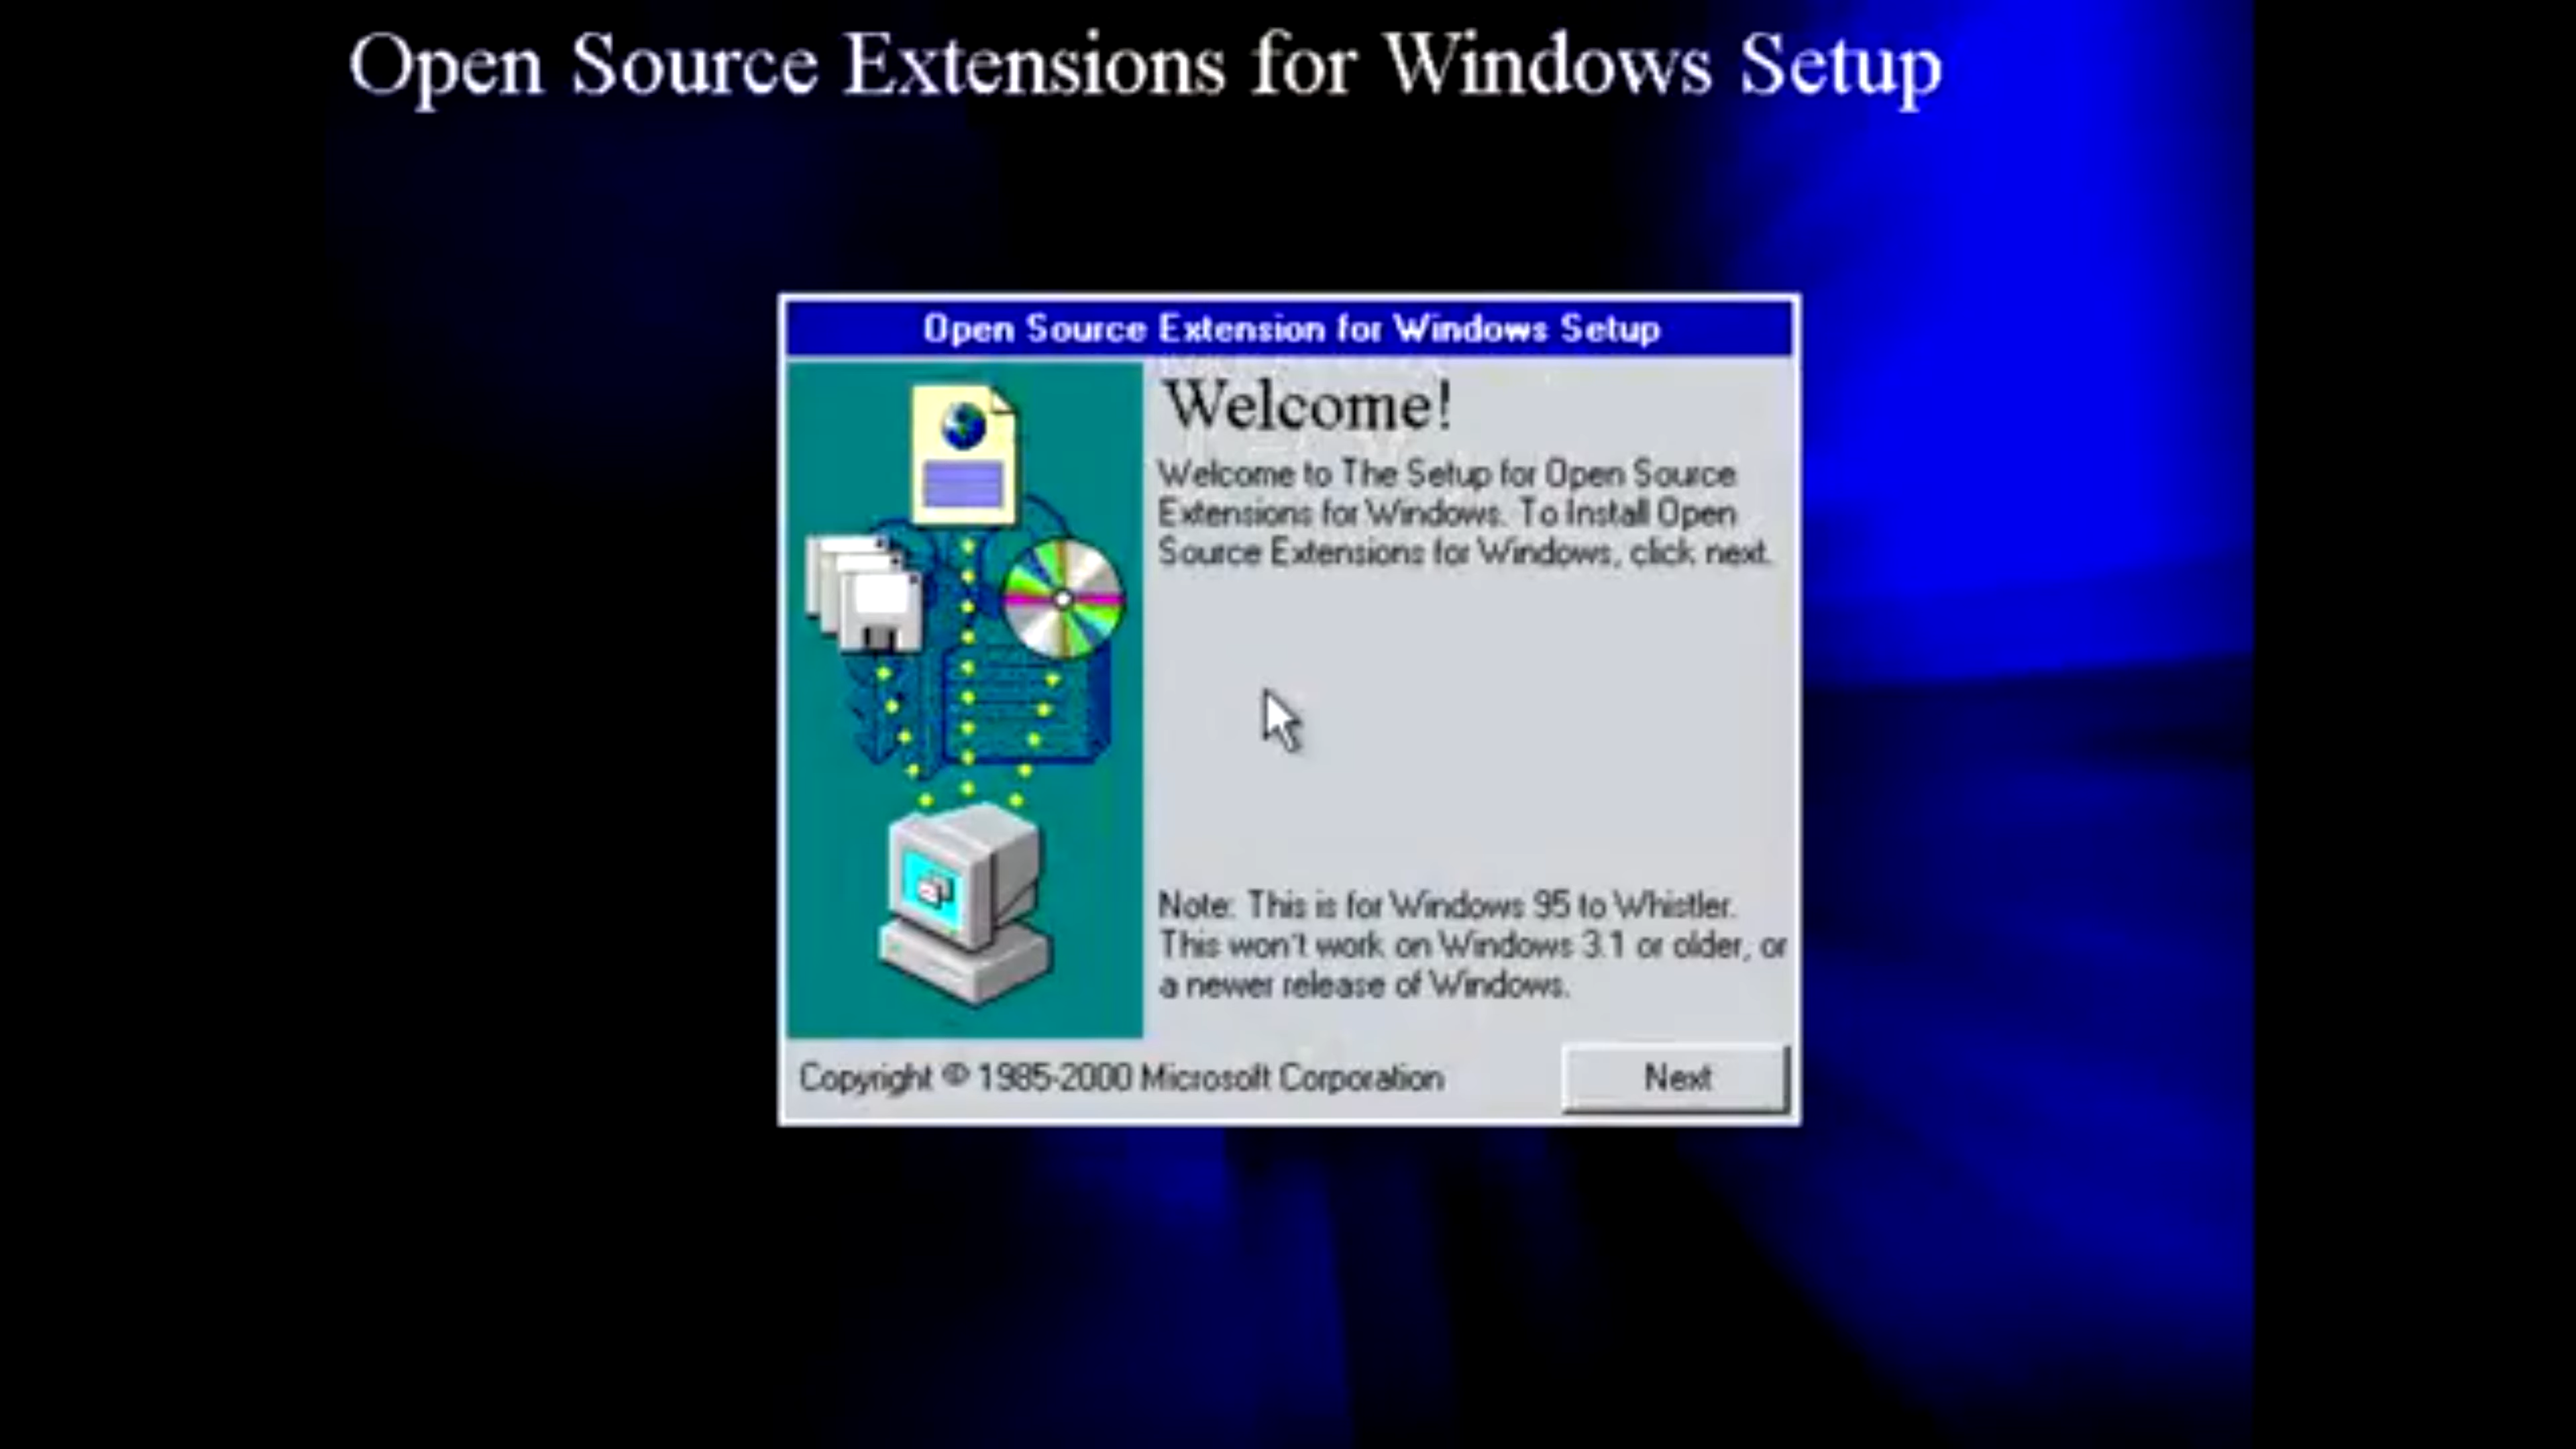 Open Source Extensions for Windows Setup
Open Source Extension for Windows Setup
Welcome!
Welcome to The Setup for Open Source
Extensions for Windows. To Install Open
Source Extensions for Windows, click next.
Note: This is for Windows 95 to Whistler.
This won't work on Windows 3.1 or older, or
a newer release of Windows.
Copyright © 1985-2000 Microsoft Corporation
Next